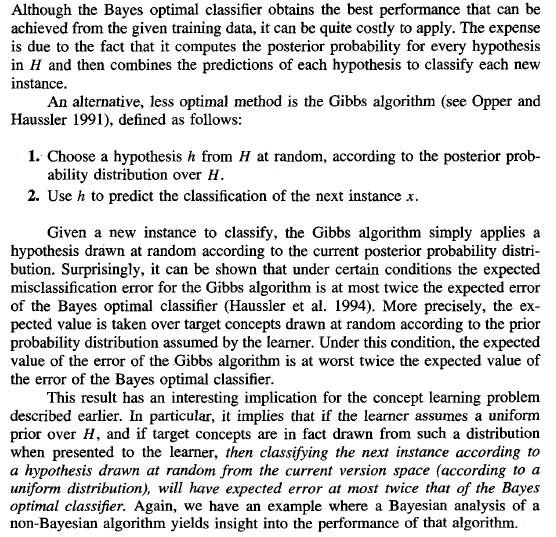 Although the Bayes optimal classifier obtains the best performance that can be
achieved from the given training data, it can be quite costly to apply. The expense
is due to the fact that it computes the posterior probability for every hypothesis
in H and then combines the predictions of each hypothesis to classify each new
instance.
An alternative, less optimal method is the Gibbs algorithm (see Opper and
Haussler 1991), defined as follows:
1. Choose a hypothesis h from H at random, according to the posterior prob-
ability distribution over H.
2. Use h to predict the classification of the next instance x.
Given a new instance to classify, the Gibbs algorithm simply applies a
hypothesis drawn at random according to the current posterior probability distri-
bution. Surprisingly, it can be shown that under certain conditions the expected
misclassification error for the Gibbs algorithm is at most twice the expected error
of the Bayes optimal classifier (Haussler et al. 1994). More precisely, the ex-
pected value is taken over target concepts drawn at random according to the prior
probability distribution assumed by the learner. Under this condition, the expected
value of the error of the Gibbs algorithm is at worst twice the expected value of
the error of the Bayes optimal classifier.
This result has an interesting implication for the concept learning problem
described earlier. In particular, it implies that if the learner assumes a uniform
prior over H, and if target concepts are in fact drawn from such a distribution
when presented to the learner, then classifying the next instance according to
a hypothesis drawn at random from the current version space (according to a
uniform distribution), will have expected error at most twice that of the Bayes
optimal classifier. Again, we have an example where a Bayesian analysis of a
non-Bayesian algorithm yields insight into the performance of that algorithm.